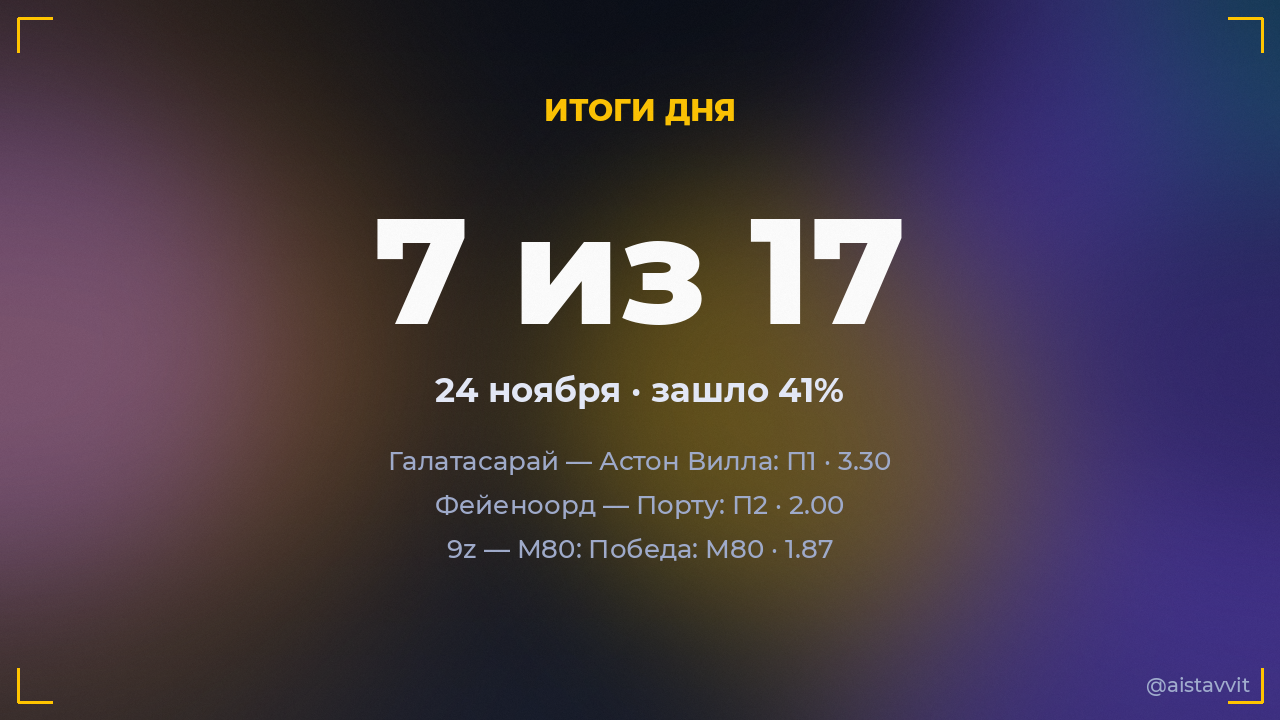 ИТОГИ ДНЯ
7 из 17
24 ноября · зашло 41%
Галатасарай — Астон Вилла: П1 · 3.30
Фейеноорд — Порту: П2 · 2.00
9z — M80: Победа: M80 · 1.87
@aistavvit